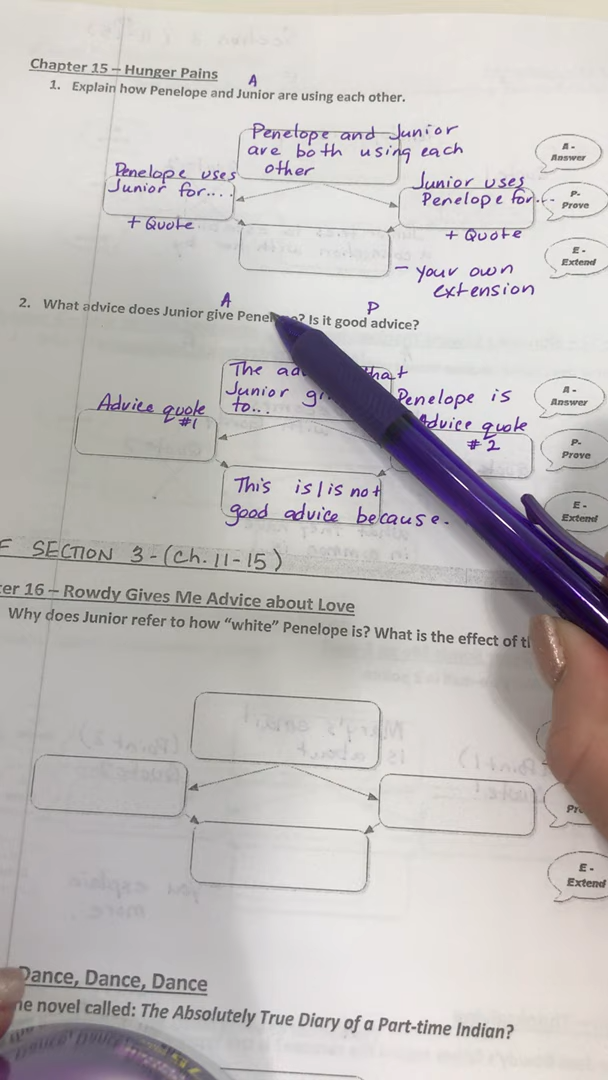 Chapter 15 – Hunger Pains
A
1. Explain how Penelope and Junior are using each other.
Penelope and Junior
are both using each
other
Penelope uses
Junior for....
+ Quote
Junior uses
Penelope for...
+ Quote
- your own
extension
A -
Answer
P-
Prove
E -
Extend
A
P
2. What advice does Junior give Penelope? Is it good advice?
The that
Junior Penelope is
to...
Advice quote
#1
Advice quote
#2
This is/is not
good advice because.
A -
Answer
P-
Prove
E -
Extend
SECTION 3-(Ch. 11-15)
16 – Rowdy Gives Me Advice about Love
Why does Junior refer to how “white” Penelope is? What is the effect of
E -
Extend
Dance, Dance, Dance
novel called: The Absolutely True Diary of a Part-time Indian?